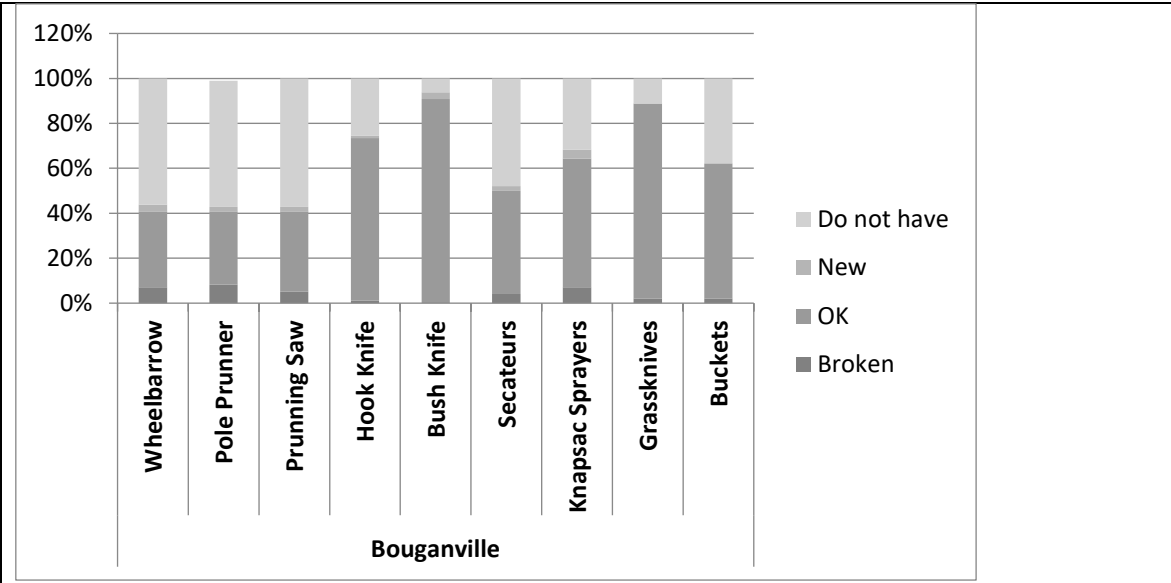 120%
100%
80%
60%
40%
20%
0%
Wheelbarrow
Pole Prunner
Prunning Saw
Hook Knife
Bush Knife
Secateurs
Knapsac Sprayers
Grassknives
Buckets
Bouganville
Do not have
New
OK
Broken